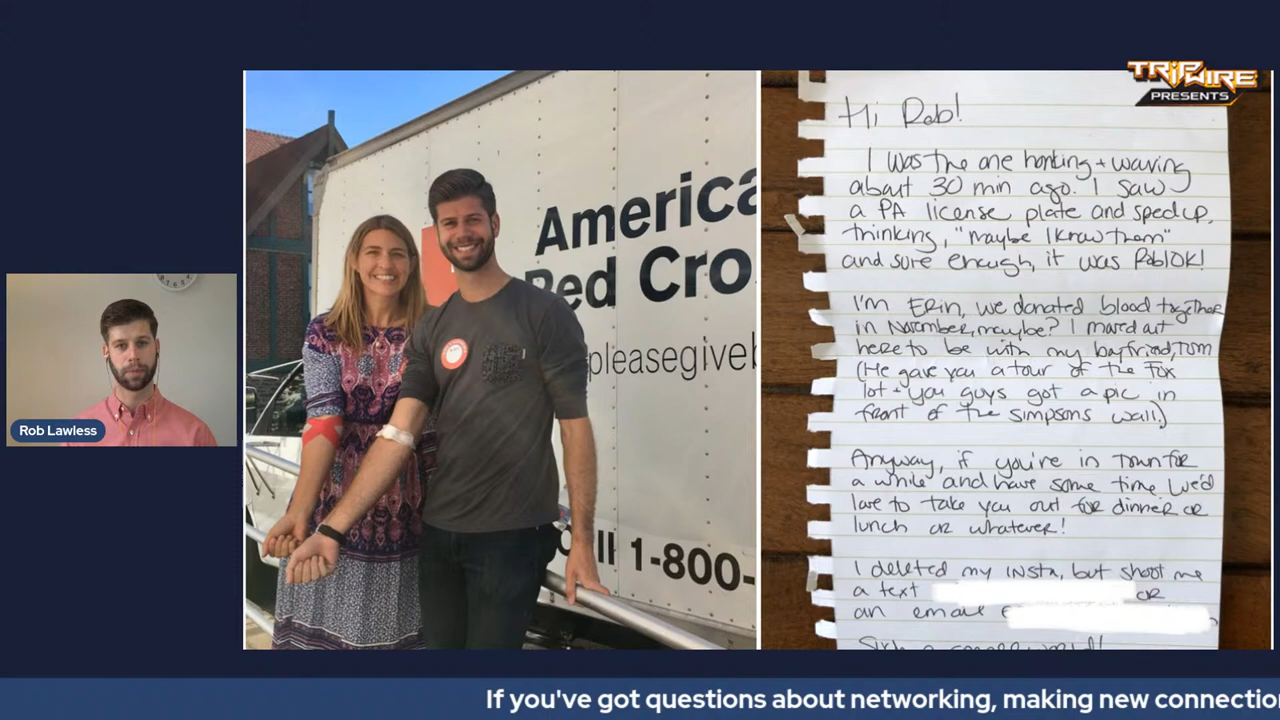 TRIPWIRE
PRESENTS
America
Red Cro
pleasegiveb
ll 1-800-
Hi Rob!
I was the one honking + waving
about 30 min ago. I saw
a PA license plate and sped up,
thinking, "maybe I know them"
and sure enough, it was Rob10K!
I'm Erin, we donated blood together
in November, maybe? I moved out
here to be with my boyfriend, Tom
(He gave you a tour of the Fox
lot + you guys got a pic in
front of the Simpsons wall)
Anyway, if you're in town for
a while and have some time we'd
love to take you out for dinner or
lunch or whatever!
I deleted my insta, but shoot me
a text or
an email
Rob Lawless
If you've got questions about networking, making new connectio